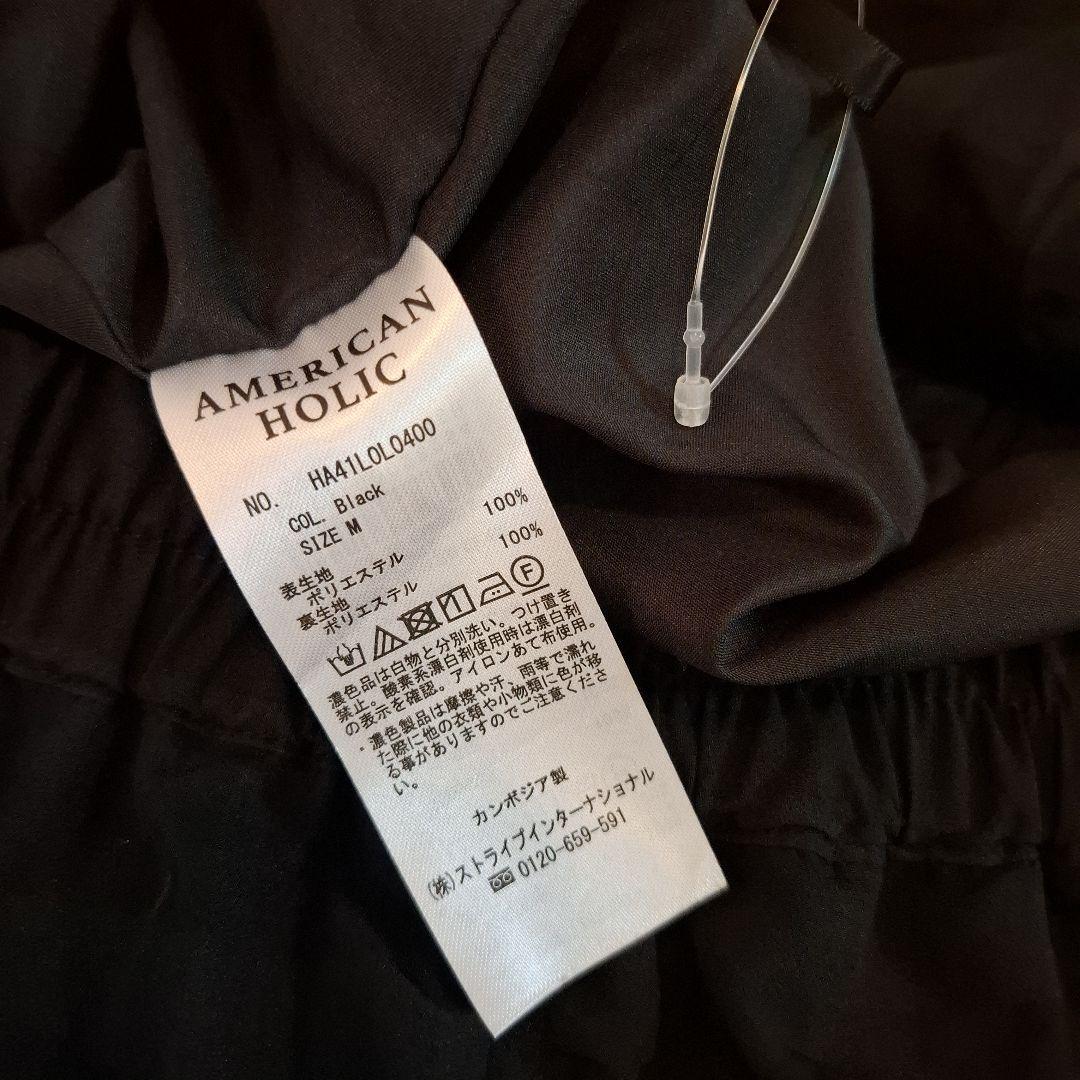 AMERICAN
HOLIC
NO. HA41L0L0400
COL. Black
SIZE M
表生地
ポリエステル 100%
裏生地
ポリエステル 100%
F
濃色品は白物と分別洗い。つけ置き
禁止。酸素系漂白剤使用時は漂白剤
の表示を確認。アイロンあて布使用。
・濃色製品は摩擦や汗、雨等で濡れ
た際に他の衣類や小物類に色が移
る事がありますのでご注意くださ
い。
カンボジア製
(株)ストライプインターナショナル
0120-659-591